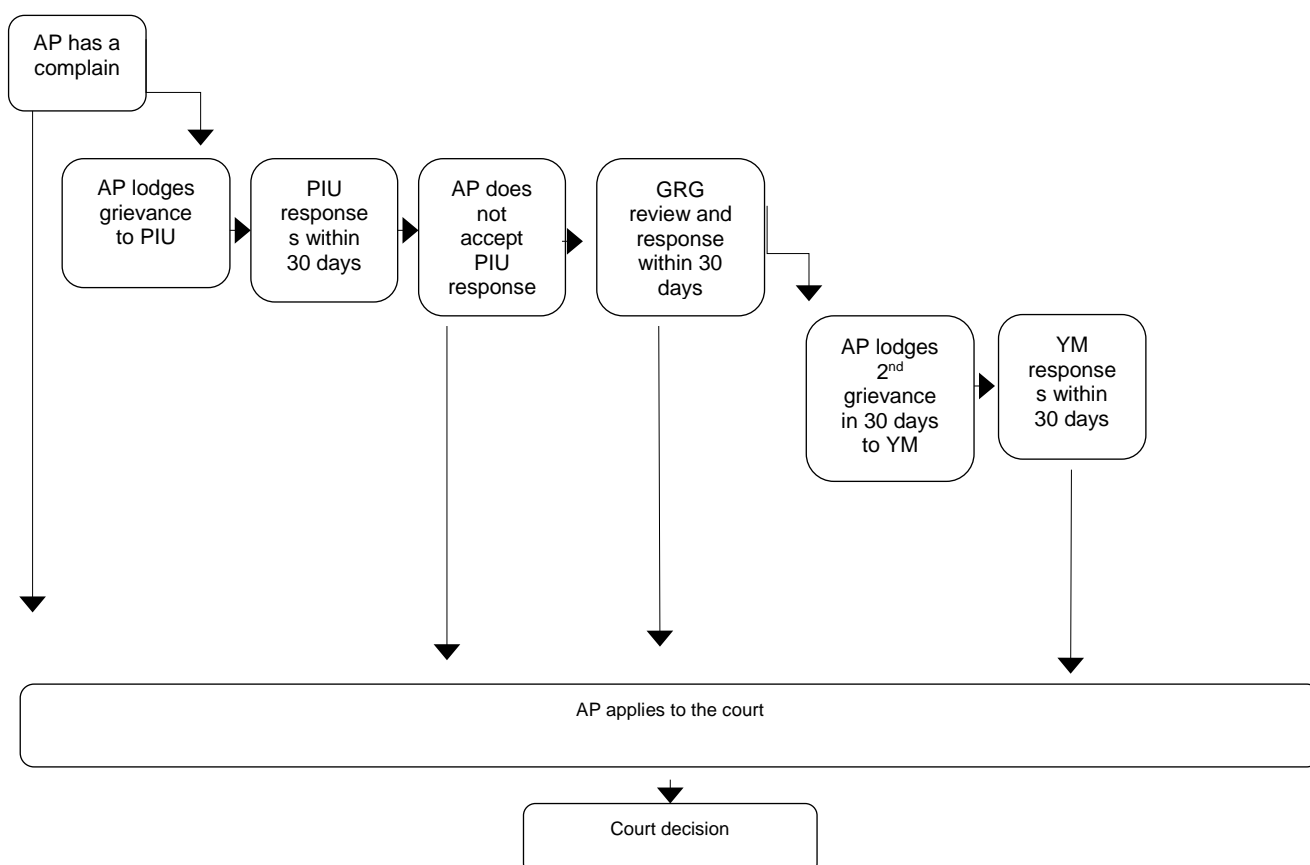 AP has a
complain
AP lodges
grievance
to PIU
PIU
response
s within
30 days
AP does
not
accept
PIU
response
GRG
review and
response
within 30
days
AP lodges
2nd
grievance
in 30 days
to YM
YM
response
s within
30 days
AP applies to the court
Court decision